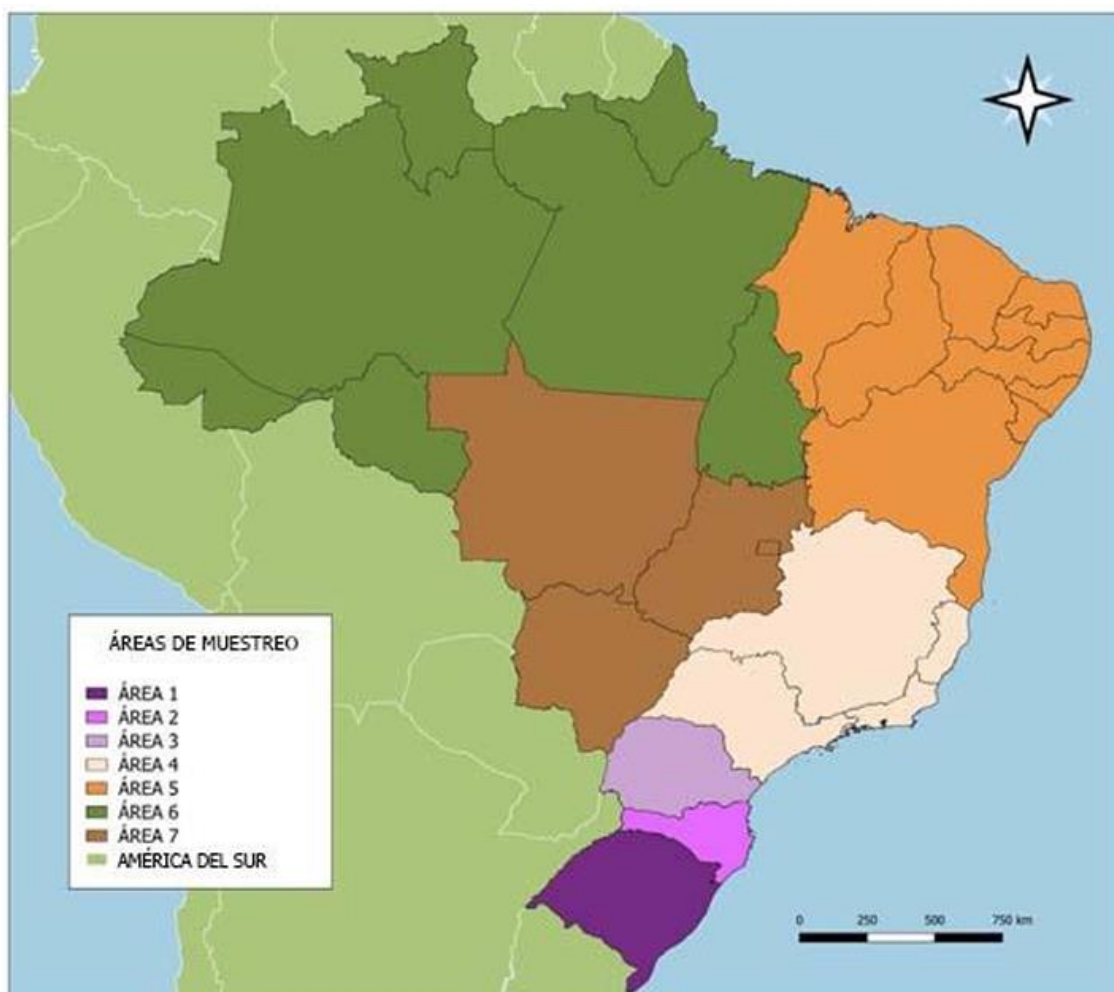 ÁREAS DE MUESTREO
ÁREA 1
ÁREA 2
ÁREA 3
ÁREA 4
ÁREA 5
ÁREA 6
ÁREA 7
AMÉRICA DEL SUR
0 250 500 750 km